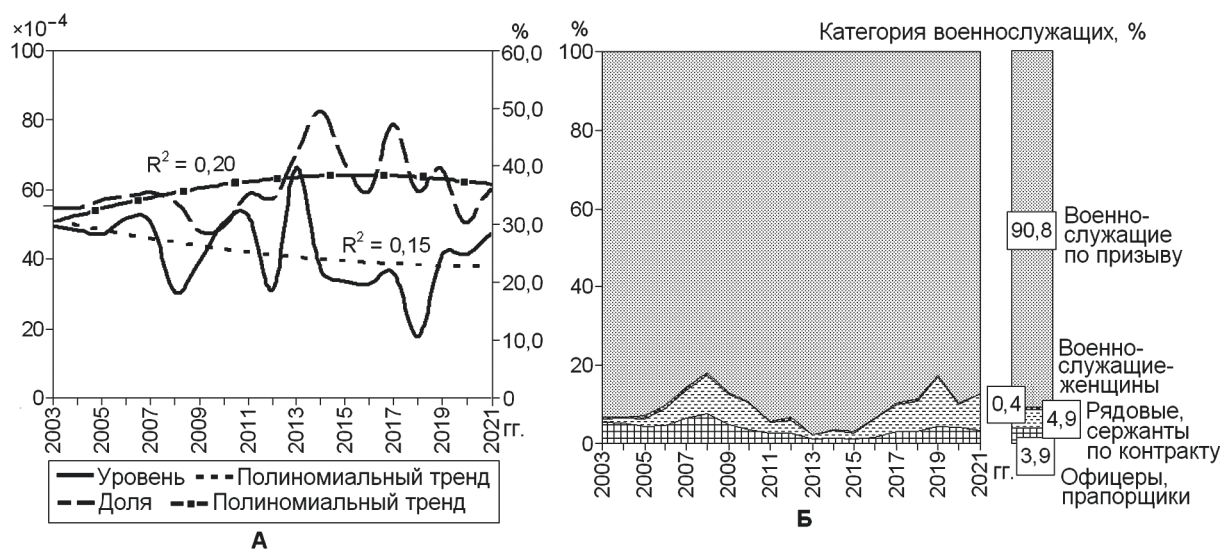 ×10⁻⁴
%
100
80
60
40
20
0
60,0
50,0
40,0
30,0
20,0
10,0
0
R² = 0,20
R² = 0,15
2003
2005
2007
2009
2011
2013
2015
2017
2019
2021
гг.
Уровень
Полиномиальный тренд
Доля
Полиномиальный тренд
А
%
Категория военнослужащих, %
100
80
60
40
20
0
2003
2005
2007
2009
2011
2013
2015
2017
2019
2021
гг.
90,8
Военно-
служащие
по призыву
Военно-
служащие-
женщины
0,4
4,9
Рядовые,
сержанты
по контракту
3,9
Офицеры,
прапорщики
Б